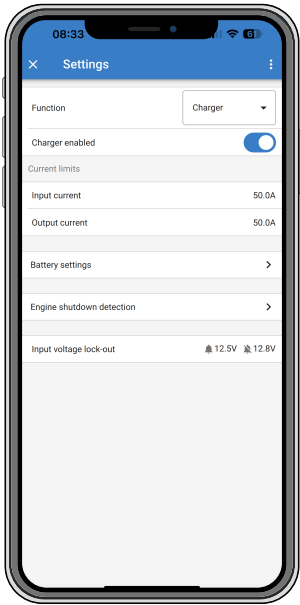 08:33 61
Settings
Function Charger
Charger enabled
Current limits
Input current 50.0A
Output current 50.0A
Battery settings
Engine shutdown detection
Input voltage lock-out 12.5V 12.8V